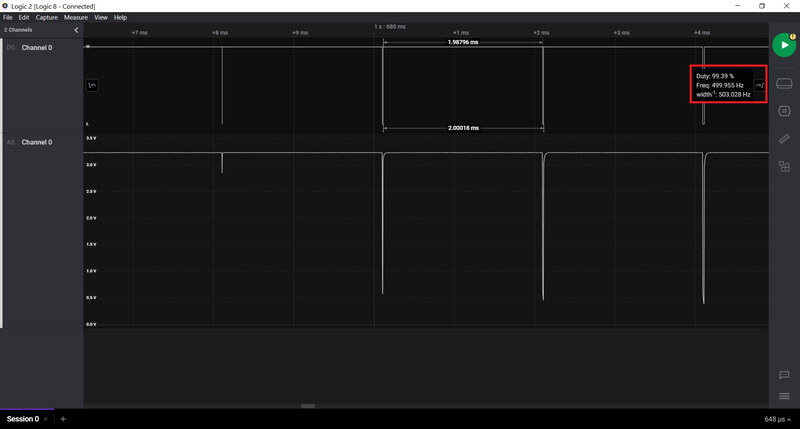 Logic 2 [Logic 8 - Connected]
File Edit Capture Measure View Help
2 Channels
1 s : 680 ms
+7 ms +8 ms +9 ms +1 ms +2 ms +3 ms +4 ms
D0 Channel 0
1.98796 ms
Duty: 99.39 %
Freq: 499.955 Hz
width⁻¹: 503.028 Hz
2.00018 ms
A0 Channel 0
3.5 V
3.0 V
2.5 V
2.0 V
1.5 V
1.0 V
0.5 V
0.0 V
Session 0
648 µs